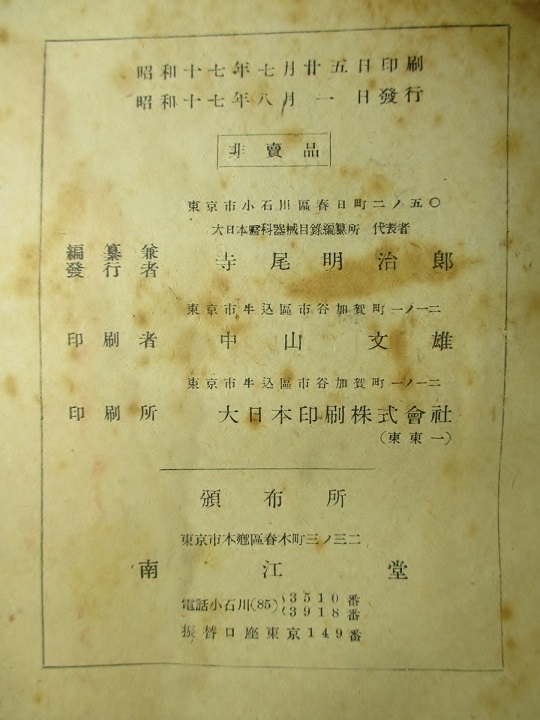 昭和十七年七月廿五日印刷
昭和十七年八月一日發行
非賣品
東京市小石川區春日町二ノ五〇
大日本醫科器械目錄編纂所 代表者
編纂兼
發行者
寺尾明治郎
東京市牛込區市谷加賀町一ノ一二
印刷者 中山文雄
東京市牛込區市谷加賀町一ノ一二
印刷所 大日本印刷株式會社
(東東一)
頒布所
東京市本鄕區春木町三ノ三二
南江堂
電話小石川(85)(3510番
(3918番
振替口座東京149番